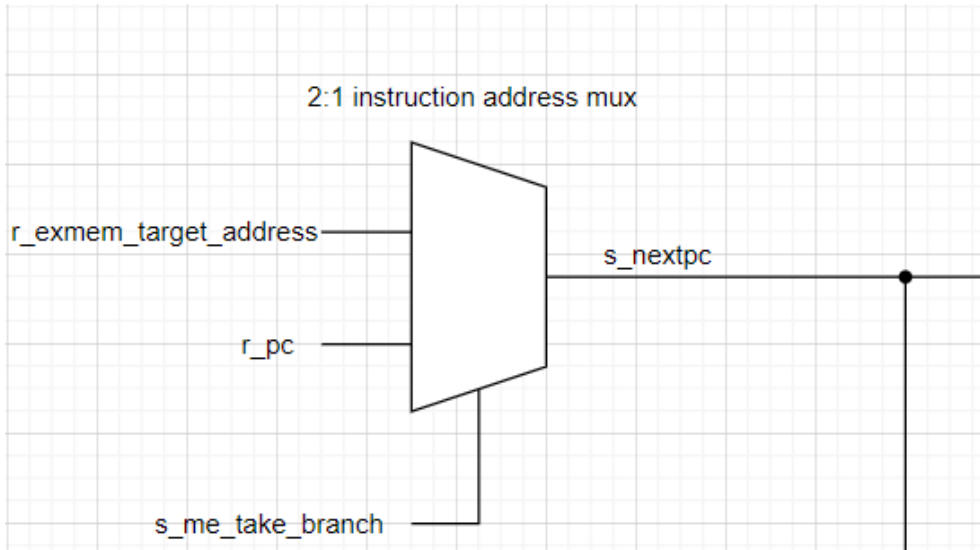 2:1 instruction address mux
r_exmem_target_address
s_nextpc
r_pc
s_me_take_branch